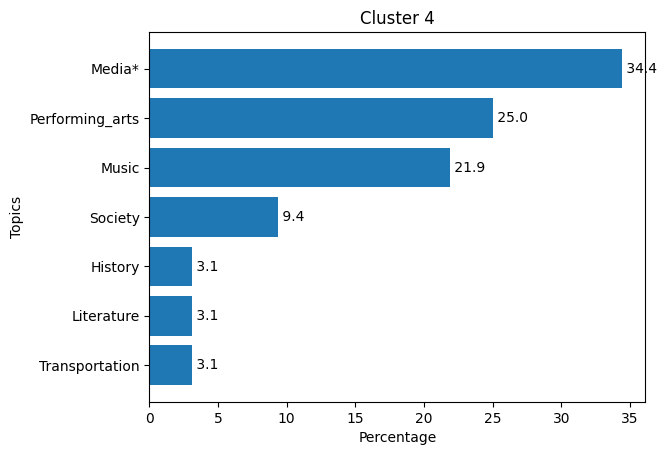 Cluster 4
Topics
Media* 34.4
Performing_arts 25.0
Music 21.9
Society 9.4
History 3.1
Literature 3.1
Transportation 3.1
0 5 10 15 20 25 30 35
Percentage